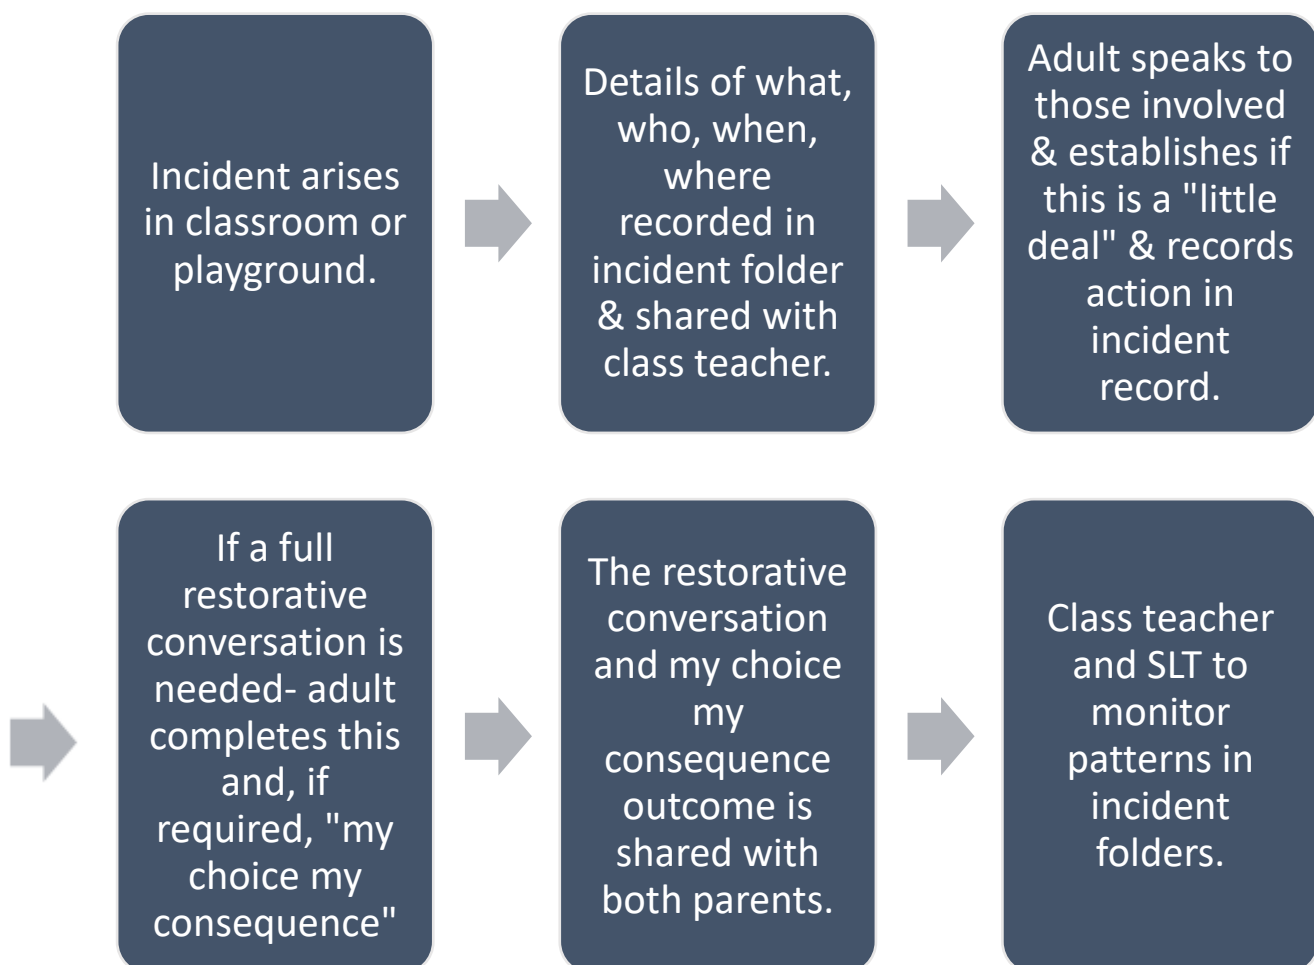 Incident arises
in classroom or
playground.
Details of what,
who, when,
where
recorded in
incident folder
& shared with
class teacher.
Adult speaks to
those involved
& establishes if
this is a "little
deal" & records
action in
incident
record.
If a full
restorative
conversation is
needed- adult
completes this
and, if
required, "my
choice my
consequence"
The restorative
conversation
and my choice
my
consequence
outcome is
shared with
both parents.
Class teacher
and SLT to
monitor
patterns in
incident
folders.